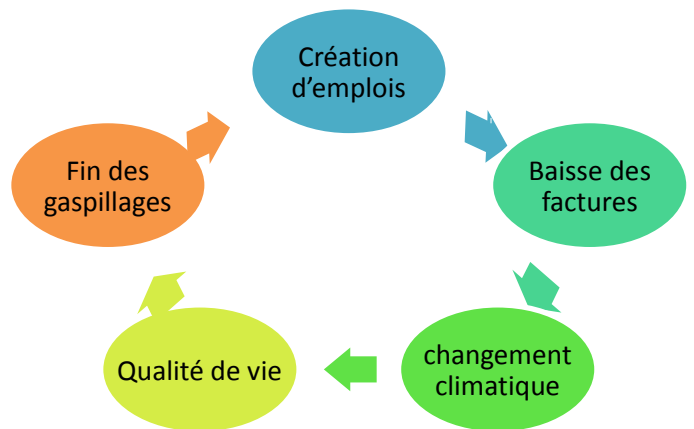 Création
d'emplois
Baisse des
factures
changement
climatique
Qualité de vie
Fin des
gaspillages